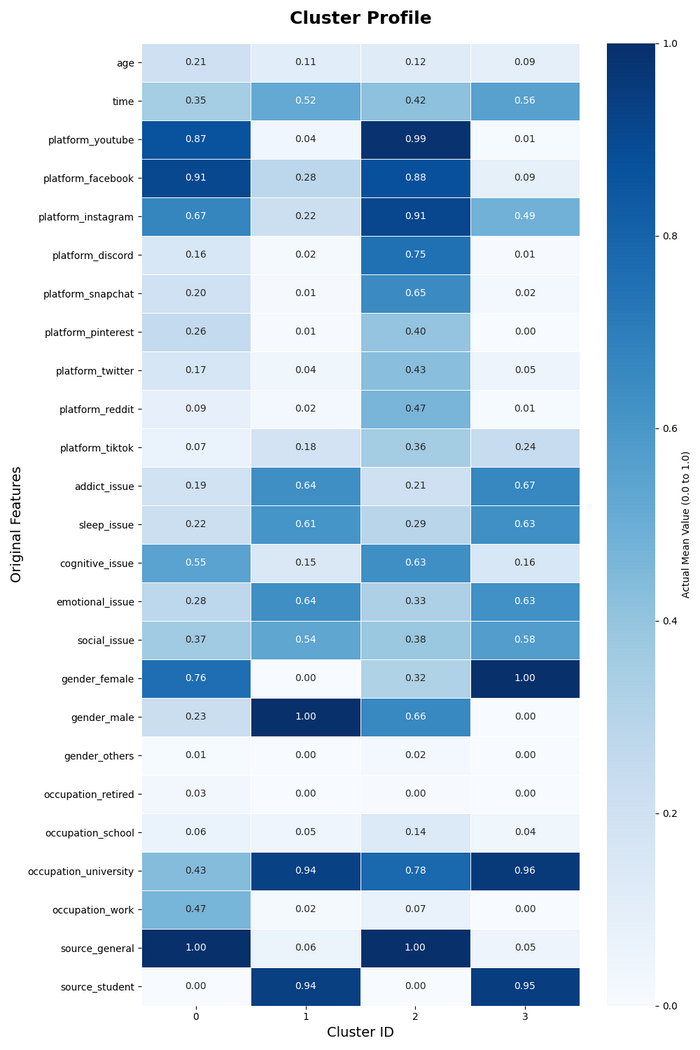 Cluster Profile
age 0.21 0.11 0.12 0.09
time 0.35 0.52 0.42 0.56
platform_youtube 0.87 0.04 0.99 0.01
platform_facebook 0.91 0.28 0.88 0.09
platform_instagram 0.67 0.22 0.91 0.49
platform_discord 0.16 0.02 0.75 0.01
platform_snapchat 0.20 0.01 0.65 0.02
platform_pinterest 0.26 0.01 0.40 0.00
platform_twitter 0.17 0.04 0.43 0.05
platform_reddit 0.09 0.02 0.47 0.01
platform_tiktok 0.07 0.18 0.36 0.24
addict_issue 0.19 0.64 0.21 0.67
sleep_issue 0.22 0.61 0.29 0.63
cognitive_issue 0.55 0.15 0.63 0.16
emotional_issue 0.28 0.64 0.33 0.63
social_issue 0.37 0.54 0.38 0.58
gender_female 0.76 0.00 0.32 1.00
gender_male 0.23 1.00 0.66 0.00
gender_others 0.01 0.00 0.02 0.00
occupation_retired 0.03 0.00 0.00 0.00
occupation_school 0.06 0.05 0.14 0.04
occupation_university 0.43 0.94 0.78 0.96
occupation_work 0.47 0.02 0.07 0.00
source_general 1.00 0.06 1.00 0.05
source_student 0.00 0.94 0.00 0.95
0 1 2 3
Cluster ID
Original Features
1.0
0.8
0.6
0.4
0.2
0.0
Actual Mean Value (0.0 to 1.0)